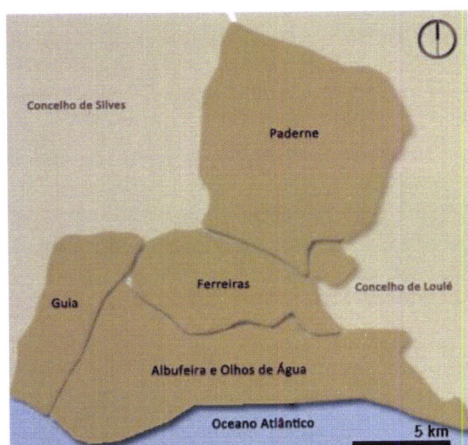 Concelho de Silves
Paderne
Ferreiras
Concelho de Loulé
Guia
Albufeira e Olhos de Água
Oceano Atlântico
5 km